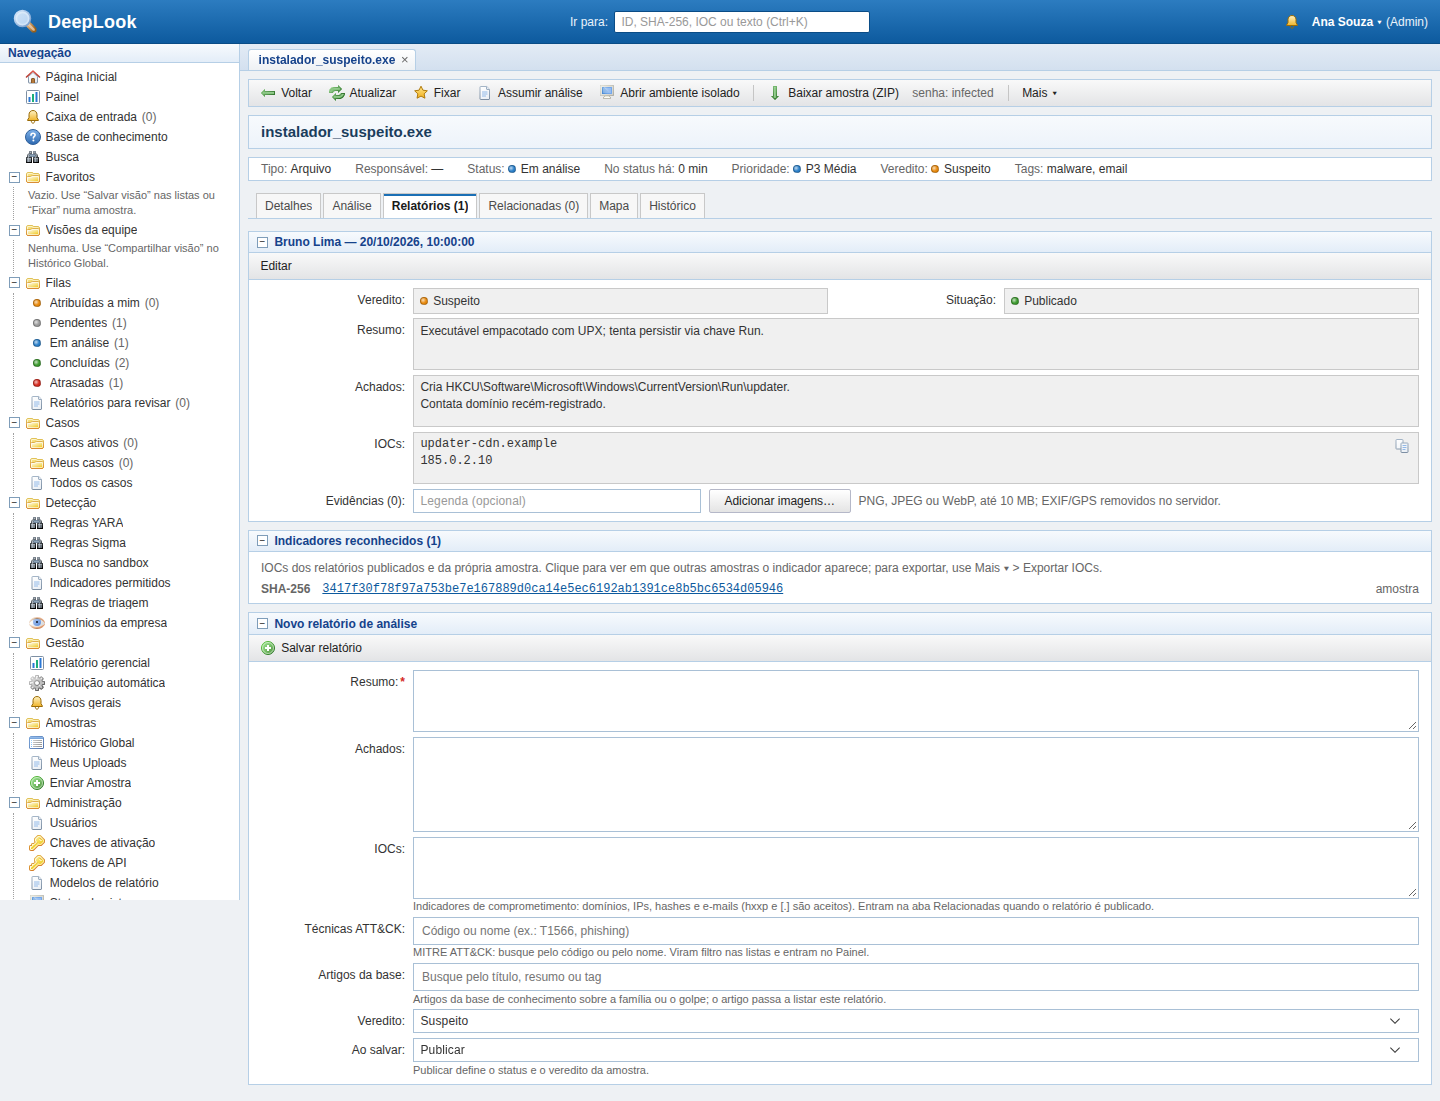 DeepLook
Ir para: ID, SHA-256, IOC ou texto (Ctrl+K)
Ana Souza ▾ (Admin)
Navegação
Página Inicial
Painel
Caixa de entrada (0)
Base de conhecimento
Busca
Favoritos
Vazio. Use “Salvar visão” nas listas ou
“Fixar” numa amostra.
Visões da equipe
Nenhuma. Use “Compartilhar visão” no
Histórico Global.
Filas
Atribuídas a mim (0)
Pendentes (1)
Em análise (1)
Concluídas (2)
Atrasadas (1)
Relatórios para revisar (0)
Casos
Casos ativos (0)
Meus casos (0)
Todos os casos
Detecção
Regras YARA
Regras Sigma
Busca no sandbox
Indicadores permitidos
Regras de triagem
Domínios da empresa
Gestão
Relatório gerencial
Atribuição automática
Avisos gerais
Amostras
Histórico Global
Meus Uploads
Enviar Amostra
Administração
Usuários
Chaves de ativação
Tokens de API
Modelos de relatório
instalador_suspeito.exe ×
Voltar Atualizar Fixar Assumir análise Abrir ambiente isolado Baixar amostra (ZIP) senha: infected Mais ▾
instalador_suspeito.exe
Tipo: Arquivo Responsável: — Status: Em análise No status há: 0 min Prioridade: P3 Média Veredito: Suspeito Tags: malware, email
Detalhes Análise Relatórios (1) Relacionadas (0) Mapa Histórico
Bruno Lima — 20/10/2026, 10:00:00
Editar
Veredito: Suspeito Situação: Publicado
Resumo: Executável empacotado com UPX; tenta persistir via chave Run.
Achados: Cria HKCU\Software\Microsoft\Windows\CurrentVersion\Run\updater.
Contata domínio recém-registrado.
IOCs: updater-cdn.example
185.0.2.10
Evidências (0): Legenda (opcional) Adicionar imagens… PNG, JPEG ou WebP, até 10 MB; EXIF/GPS removidos no servidor.
Indicadores reconhecidos (1)
IOCs dos relatórios publicados e da própria amostra. Clique para ver em que outras amostras o indicador aparece; para exportar, use Mais ▾ > Exportar IOCs.
SHA-256 3417f30f78f97a753be7e167889d0ca14e5ec6192ab1391ce8b5bc6534d05946 amostra
Novo relatório de análise
Salvar relatório
Resumo:*
Achados:
IOCs:
Indicadores de comprometimento: domínios, IPs, hashes e e-mails (hxxp e [.] são aceitos). Entram na aba Relacionadas quando o relatório é publicado.
Técnicas ATT&CK: Código ou nome (ex.: T1566, phishing)
MITRE ATT&CK: busque pelo código ou pelo nome. Viram filtro nas listas e entram no Painel.
Artigos da base: Busque pelo título, resumo ou tag
Artigos da base de conhecimento sobre a família ou o golpe; o artigo passa a listar este relatório.
Veredito: Suspeito
Ao salvar: Publicar
Publicar define o status e o veredito da amostra.